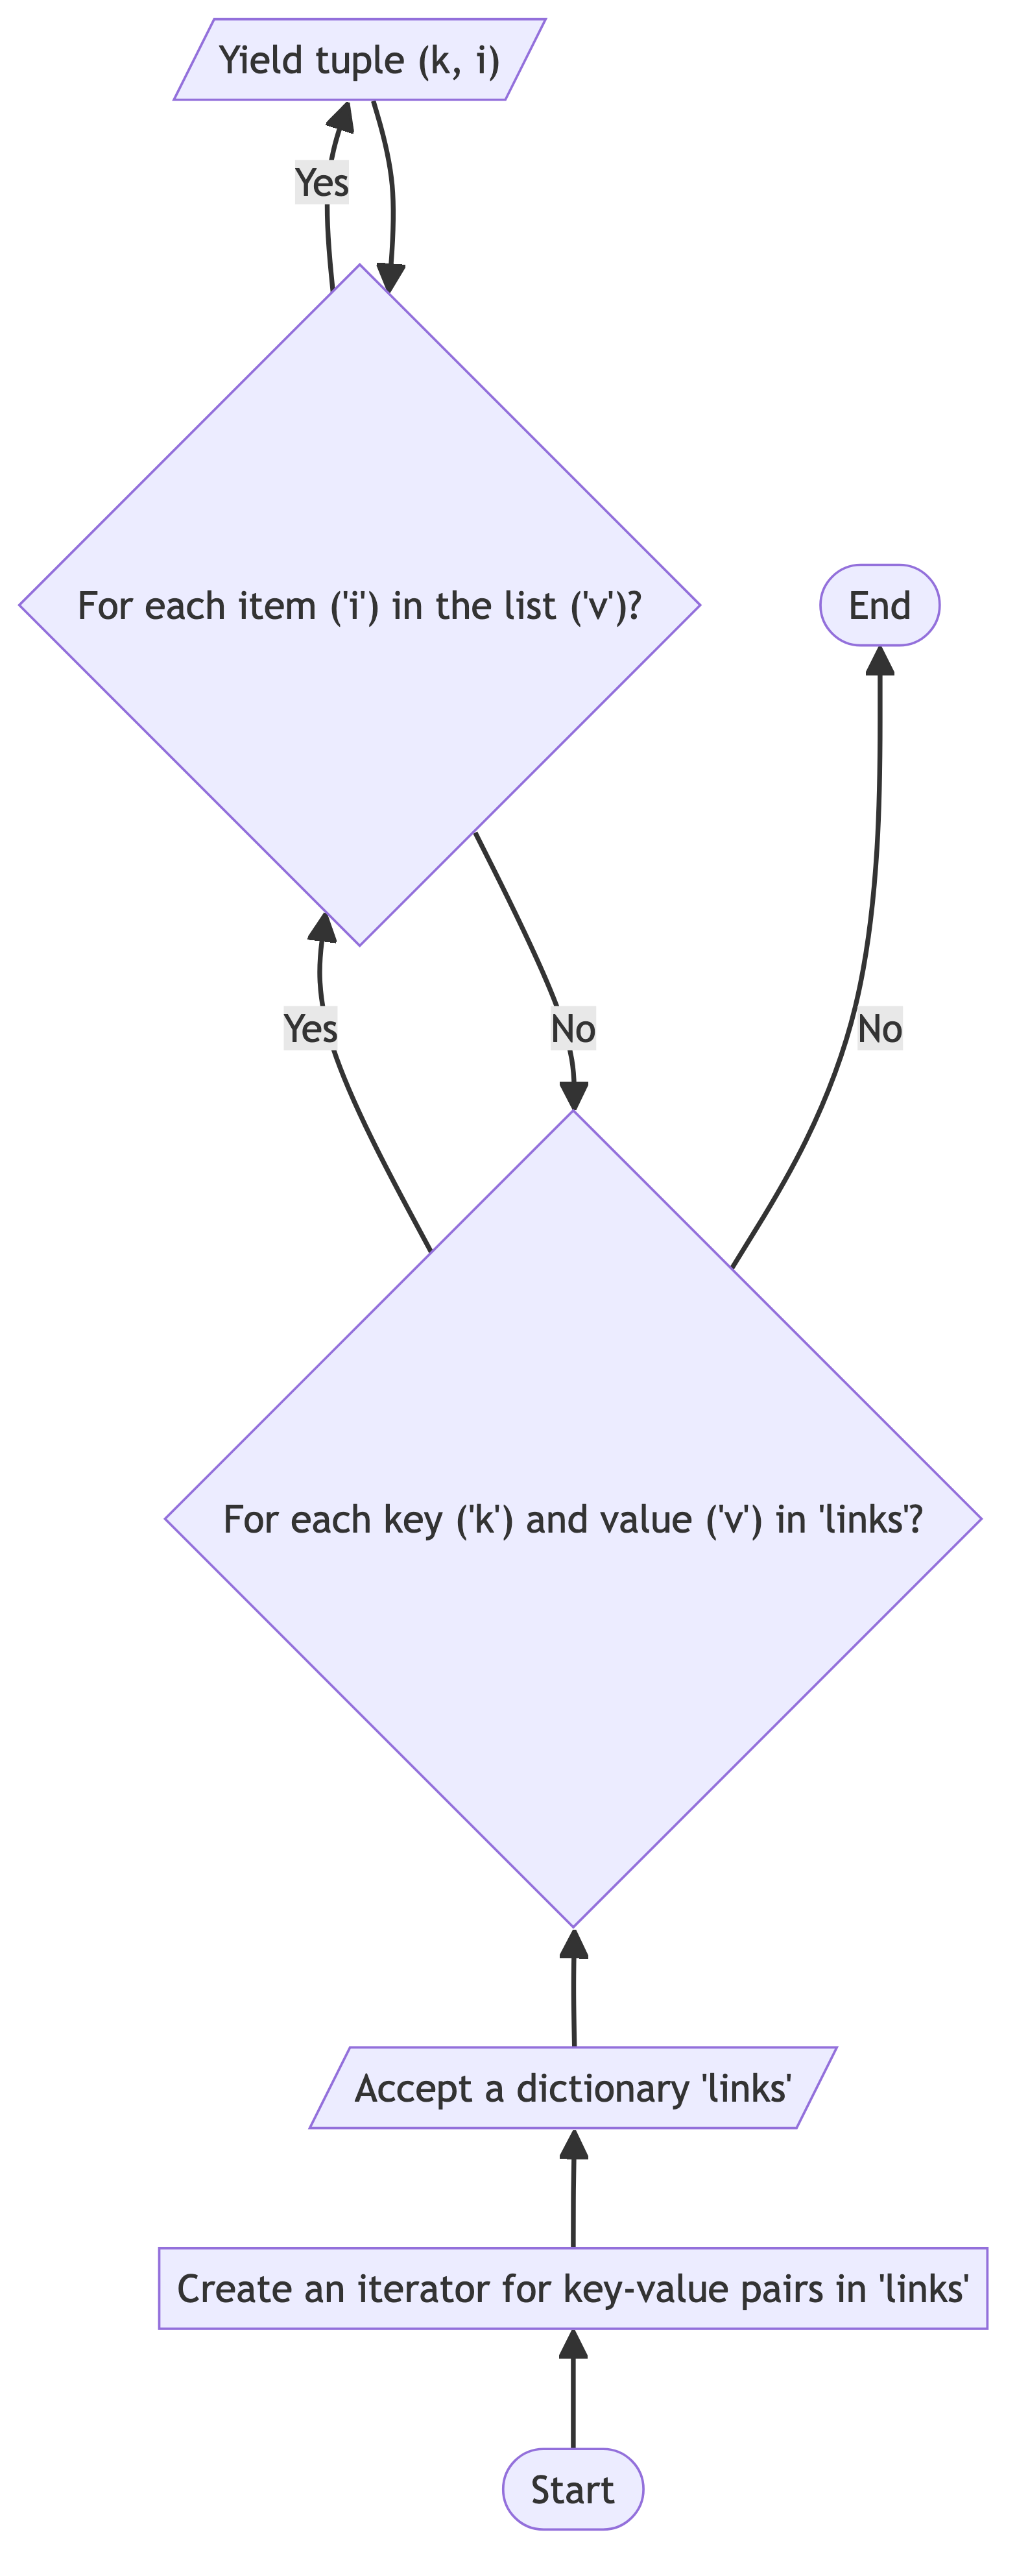 Yield tuple (k, i)
Yes
For each item ('i') in the list ('v')?
End
Yes
No
No
For each key ('k') and value ('v') in 'links'?
Accept a dictionary 'links'
Create an iterator for key-value pairs in 'links'
Start